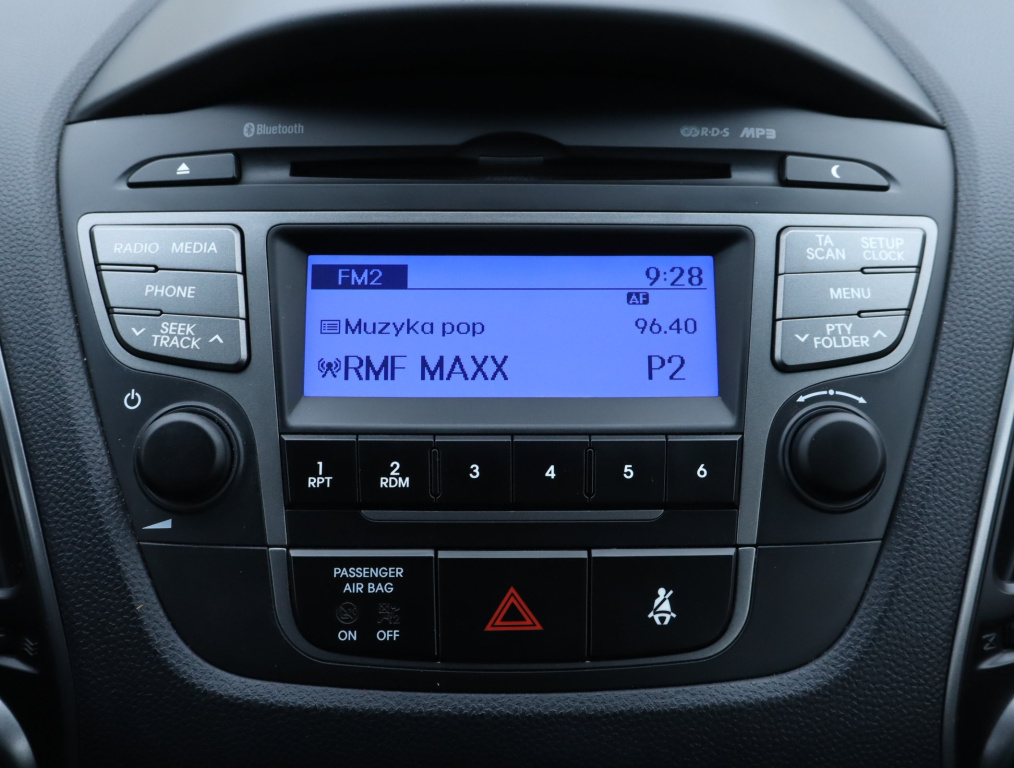 Bluetooth
R·D·S MP3
RADIO MEDIA
PHONE
SEEK
TRACK
FM2 9:28
AF
Muzyka pop 96.40
RMF MAXX P2
TA
SCAN
SETUP
CLOCK
MENU
PTY
FOLDER
1
RPT
2
RDM
3
4
5
6
PASSENGER
AIR BAG
ON OFF